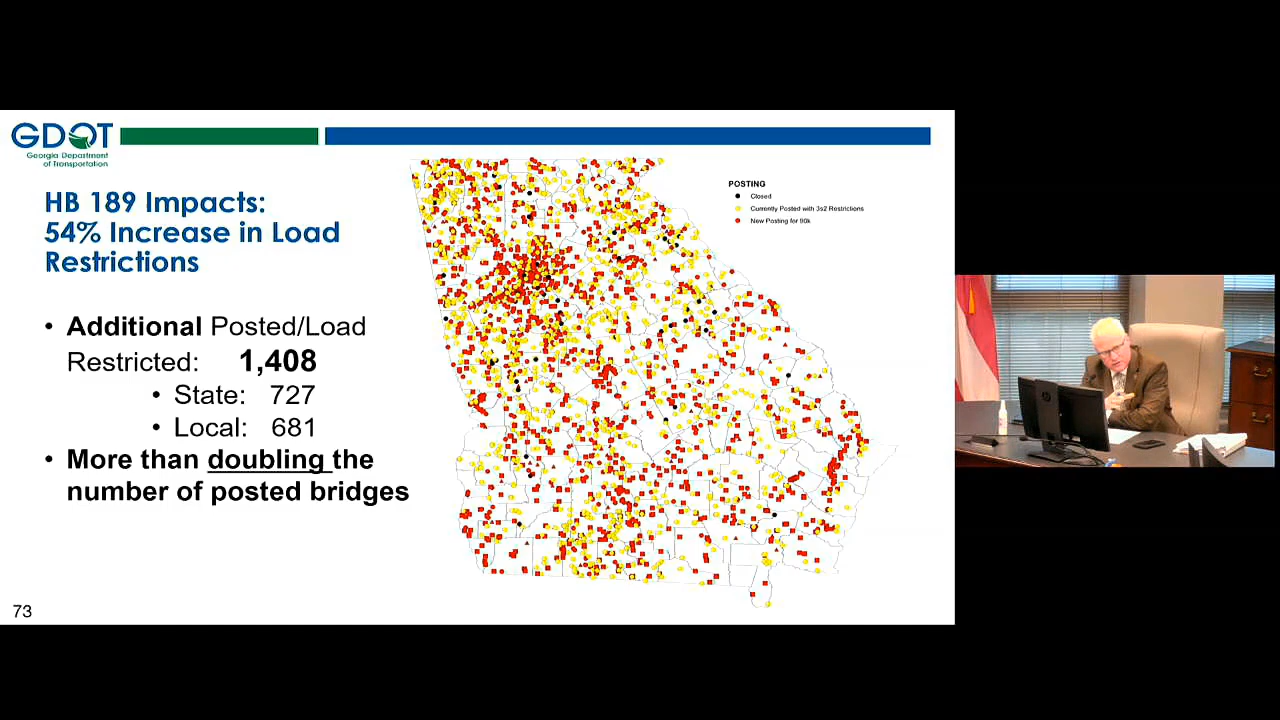 GDOT
Georgia Department
of Transportation
HB 189 Impacts:
54% Increase in Load
Restrictions
• Additional Posted/Load
Restricted: 1,408
• State: 727
• Local: 681
• More than doubling the
number of posted bridges
POSTING
Closed
Currently Posted with 3s2 Restrictions
New Posting for 90k
73
hp